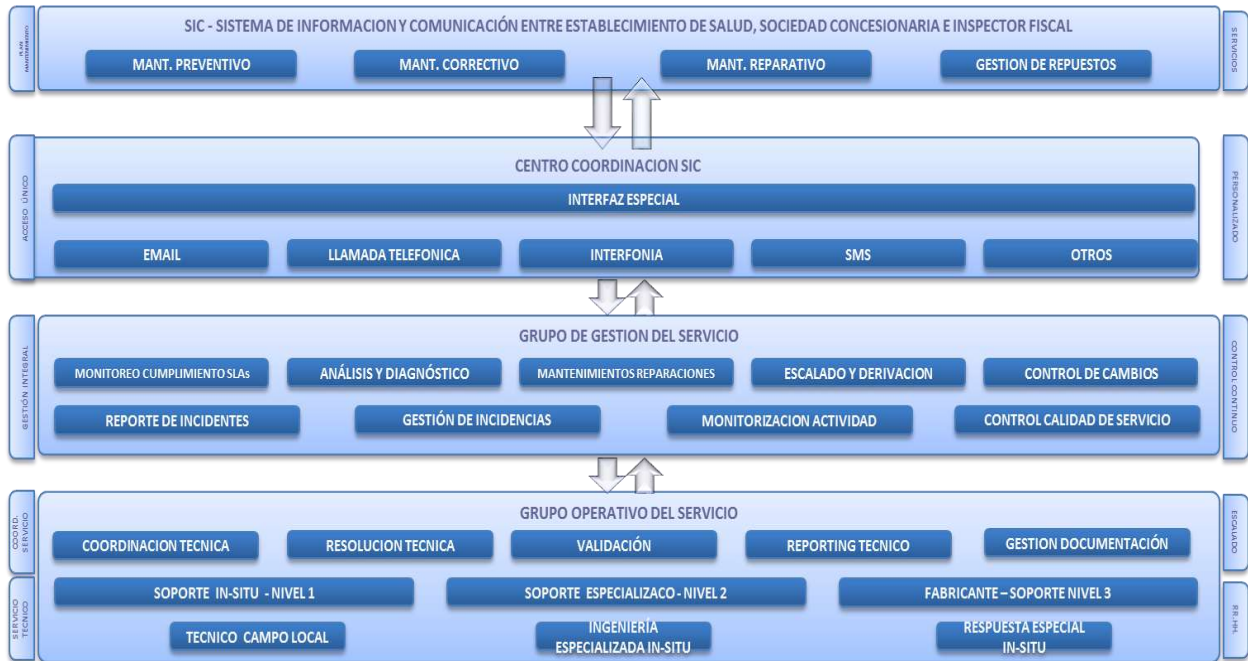 PLAN
MANTENIMIENTO
SIC - SISTEMA DE INFORMACION Y COMUNICACIÓN ENTRE ESTABLECIMIENTO DE SALUD, SOCIEDAD CONCESIONARIA E INSPECTOR FISCAL
SERVICIOS
MANT. PREVENTIVO
MANT. CORRECTIVO
MANT. REPARATIVO
GESTION DE REPUESTOS
ACCESO ÚNICO
CENTRO COORDINACION SIC
PERSONALIZADO
INTERFAZ ESPECIAL
EMAIL
LLAMADA TELEFONICA
INTERFONIA
SMS
OTROS
GESTIÓN INTEGRAL
GRUPO DE GESTION DEL SERVICIO
CONTROL CONTINUO
MONITOREO CUMPLIMIENTO SLAs
ANÁLISIS Y DIAGNÓSTICO
MANTENIMIENTOS REPARACIONES
ESCALADO Y DERIVACION
CONTROL DE CAMBIOS
REPORTE DE INCIDENTES
GESTIÓN DE INCIDENCIAS
MONITORIZACION ACTIVIDAD
CONTROL CALIDAD DE SERVICIO
COORD.
SERVICIO
GRUPO OPERATIVO DEL SERVICIO
ESCALADO
COORDINACION TECNICA
RESOLUCION TECNICA
VALIDACIÓN
REPORTING TECNICO
GESTION DOCUMENTACIÓN
SERVICIO
TECNICO
SOPORTE IN-SITU - NIVEL 1
SOPORTE ESPECIALIZACO - NIVEL 2
FABRICANTE – SOPORTE NIVEL 3
RR.HH.
TECNICO CAMPO LOCAL
INGENIERÍA
ESPECIALIZADA IN-SITU
RESPUESTA ESPECIAL
IN-SITU